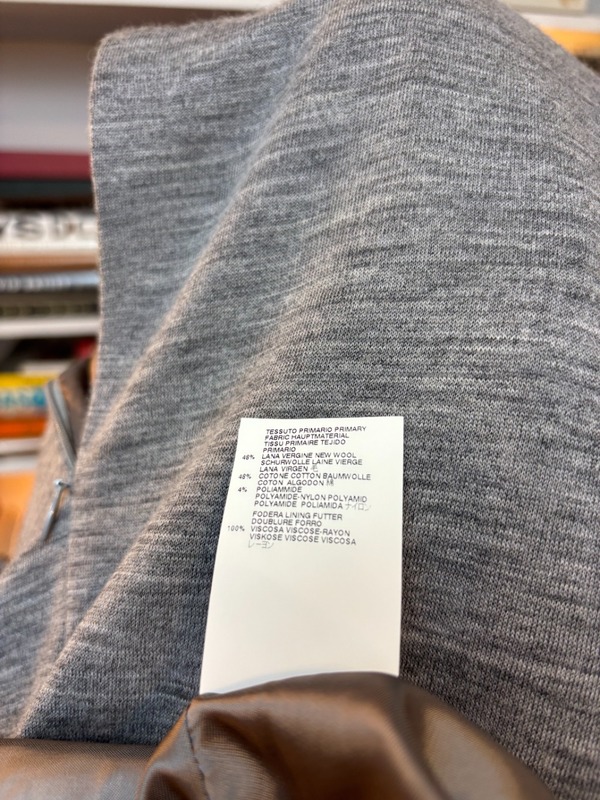 TESSUTO PRIMARIO PRIMARY
FABRIC HAUPTMATERIAL
TISSU PRIMAIRE TEJIDO
PRIMARIO
48% LANA VERGINE NEW WOOL
SCHURWOLLE LAINE VIERGE
LANA VIRGEN 毛
48% COTONE COTTON BAUMWOLLE
COTON ALGODON 綿
4% POLIAMMIDE
POLYAMIDE-NYLON POLYAMID
POLYAMIDE POLIAMIDA ナイロン
FODERA LINING FUTTER
DOUBLURE FORRO
100% VISCOSA VISCOSE-RAYON
VISKOSE VISCOSE VISCOSA
レーヨン